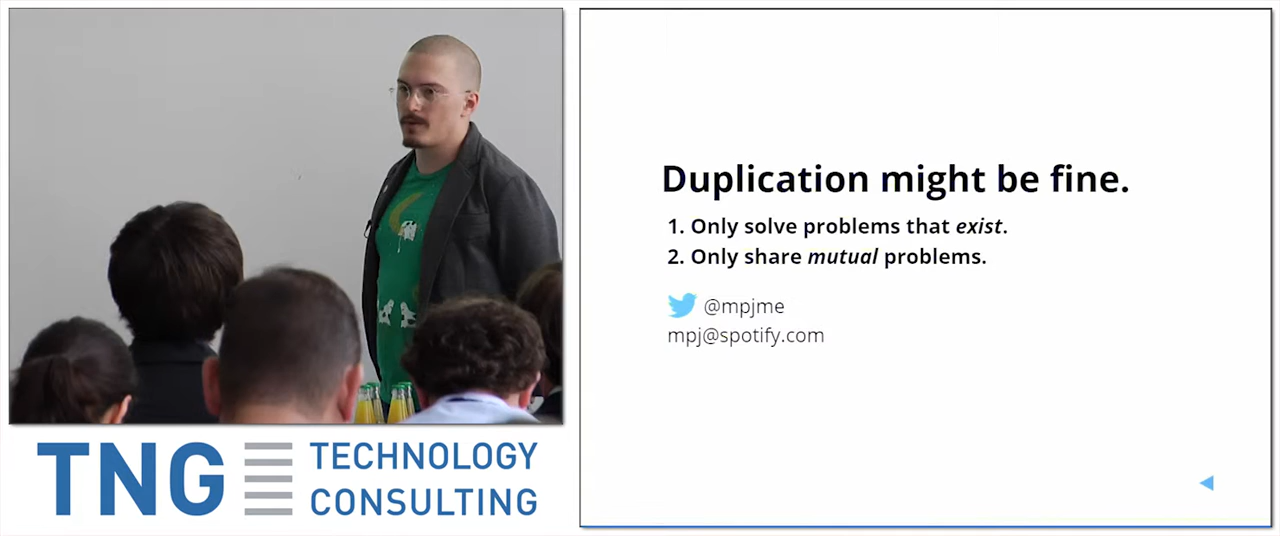 Duplication might be fine.
1. Only solve problems that exist.
2. Only share mutual problems.
@mpjme
mpj@spotify.com
TNG TECHNOLOGY
CONSULTING